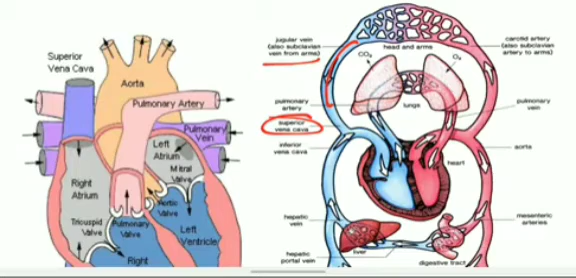 Superior
Vena Cava
Aorta
Pulmonary Artery
Pulmonary
Vein
Left
Atrium
Mitral
Valve
Right
Atrium
Aortic
Valve
Tricuspid
Valve
Pulmonary
Valve
Left
Ventricle
Right
jugular vein
(also subclavian
vein from arms)
head and arms
carotid artery
(also subclavian
artery to arms)
CO₂
O₂
pulmonary
artery
lungs
pulmonary
vein
superior
vena cava
inferior
vena cava
heart
aorta
hepatic
vein
mesenteric
arteries
hepatic
portal vein
liver
digestive tract